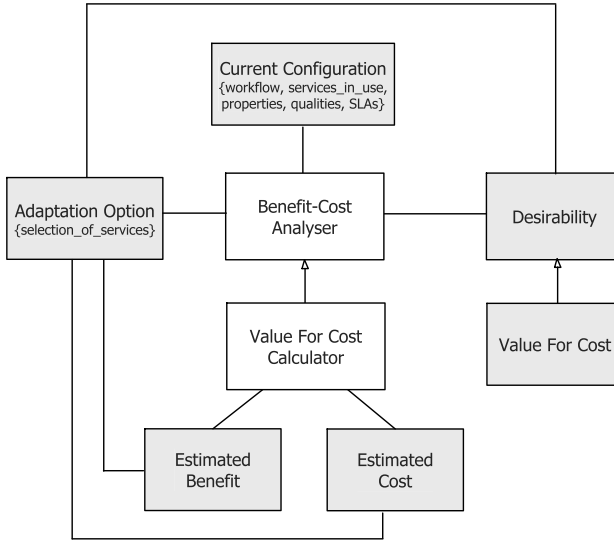 Current Configuration
{workflow, services_in_use,
properties, qualities, SLAs}
Adaptation Option
{selection_of_services}
Benefit-Cost
Analyser
Desirability
Value For Cost
Calculator
Value For Cost
Estimated
Benefit
Estimated
Cost